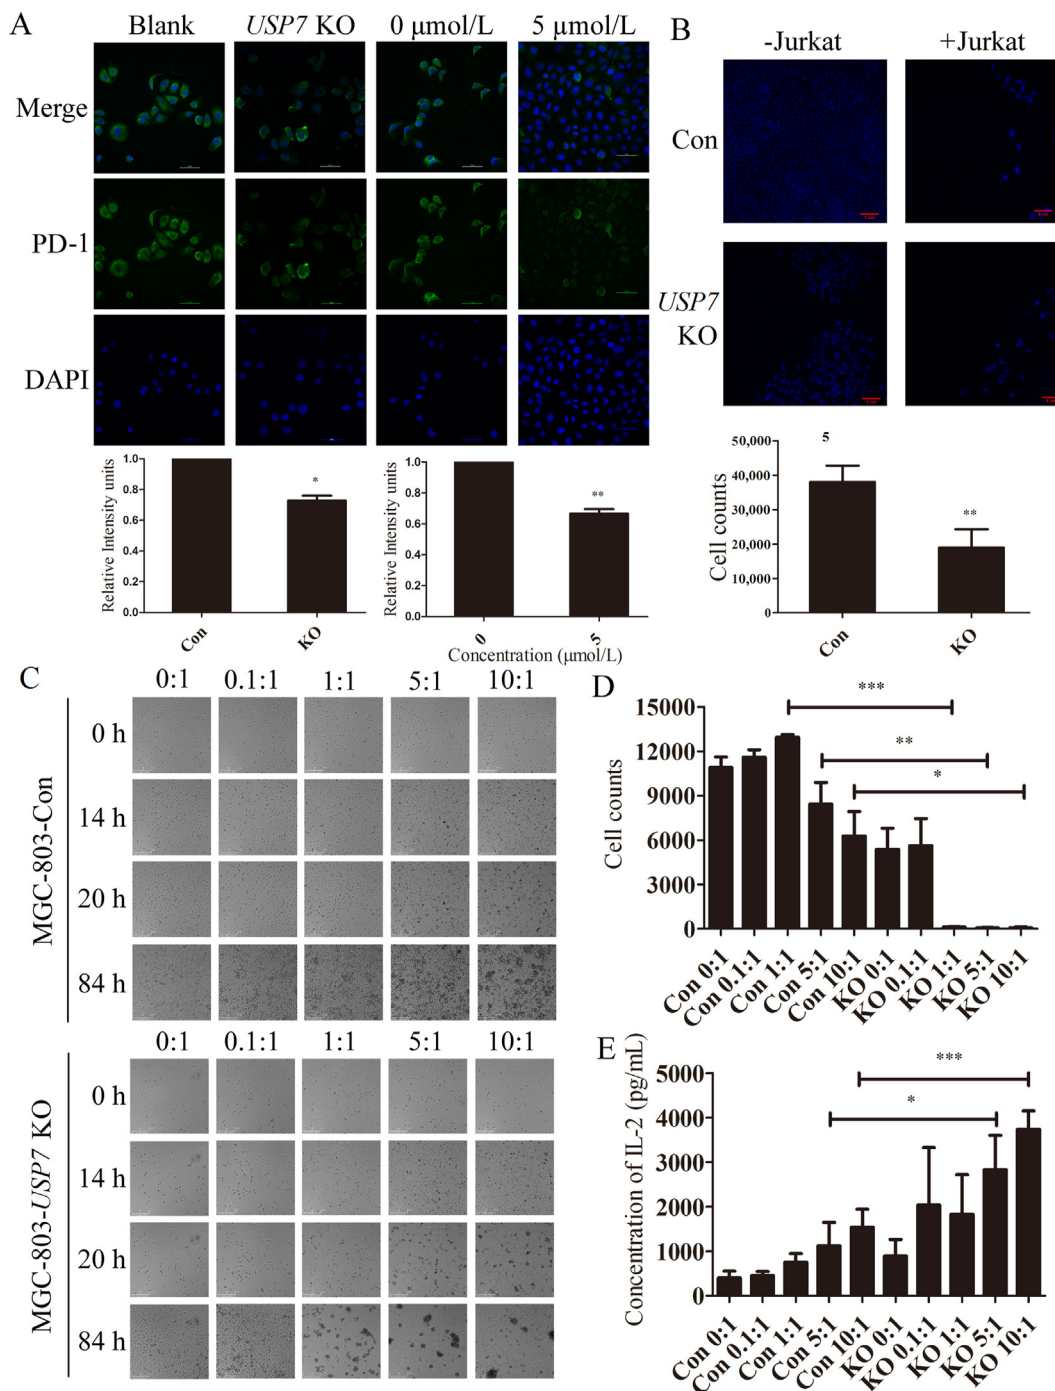 A
Blank USP7 KO 0 μmol/L 5 μmol/L
Merge
PD-1
DAPI
Relative Intensity units
1.0
0.8
0.6
0.4
0.2
0.0
*
Con KO
Relative Intensity units
1.0
0.8
0.6
0.4
0.2
0.0
**
0 5
Concentration (μmol/L)
B
-Jurkat +Jurkat
Con
USP7
KO
Cell counts
50,000
40,000
30,000
20,000
10,000
0
5
**
Con KO
C
MGC-803-Con
0:1 0.1:1 1:1 5:1 10:1
0 h
14 h
20 h
84 h
MGC-803-USP7 KO
0:1 0.1:1 1:1 5:1 10:1
0 h
14 h
20 h
84 h
D
Cell counts
15000
12000
9000
6000
3000
0
***
**
*
Con 0:1 Con 0.1:1 Con 1:1 Con 5:1 Con 10:1 KO 0:1 KO 0.1:1 KO 1:1 KO 5:1 KO 10:1
E
Concentration of IL-2 (pg/mL)
5000
4000
3000
2000
1000
0
***
*
Con 0:1 Con 0.1:1 Con 1:1 Con 5:1 Con 10:1 KO 0:1 KO 0.1:1 KO 1:1 KO 5:1 KO 10:1